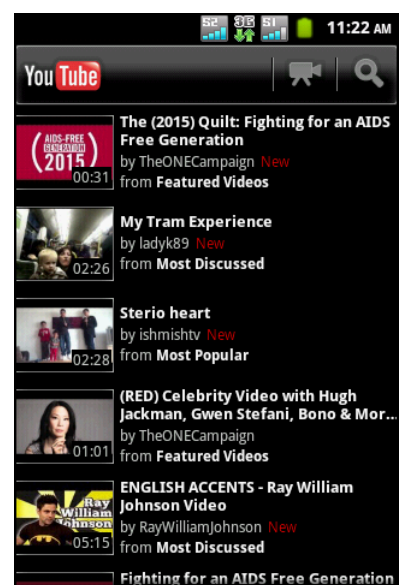 S2 3G S1 11:22 AM
YouTube
The (2015) Quilt: Fighting for an AIDS
Free Generation
by TheONECampaign New
from Featured Videos
AIDS-FREE
GENERATION
2015
00:31
My Tram Experience
by ladyk89 New
from Most Discussed
02:26
Sterio heart
by ishmishtv New
from Most Popular
02:28
(RED) Celebrity Video with Hugh
Jackman, Gwen Stefani, Bono & Mor...
by TheONECampaign
from Featured Videos
01:01
ENGLISH ACCENTS - Ray William
Johnson Video
by RayWilliamJohnson New
from Most Discussed
Ray
William
Johnson
05:15
Fighting for an AIDS Free Generation